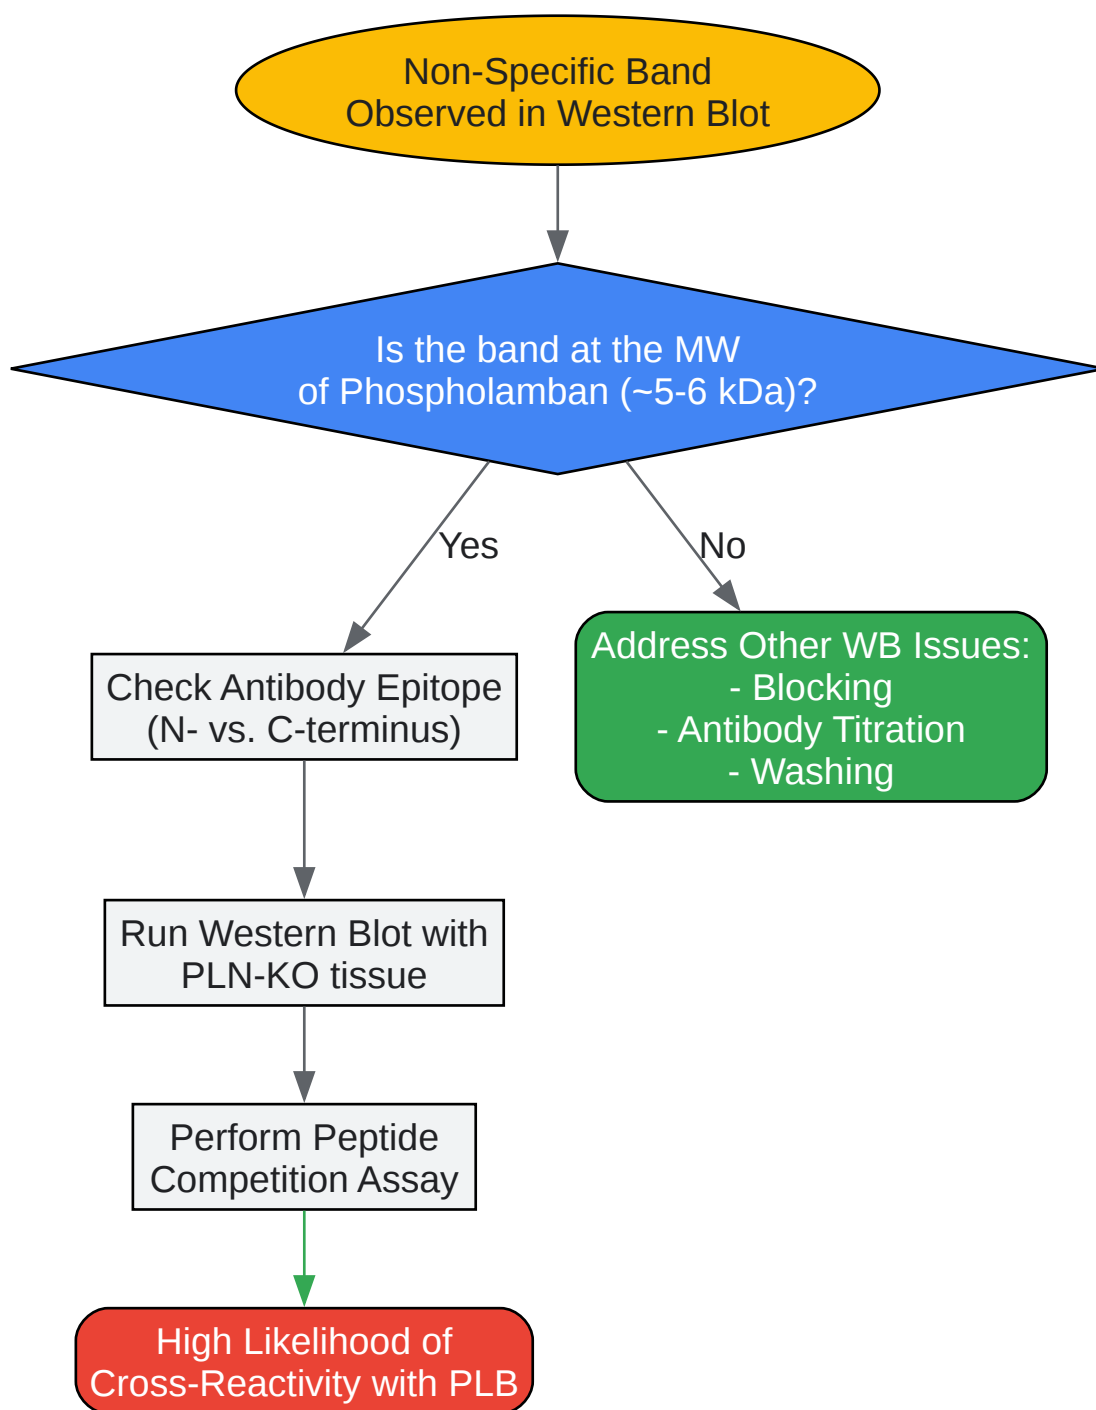 Non-Specific Band
Observed in Western Blot
Is the band at the MW
of Phospholamban (~5-6 kDa)?
Yes
No
Check Antibody Epitope
(N- vs. C-terminus)
Address Other WB Issues:
- Blocking
- Antibody Titration
- Washing
Run Western Blot with
PLN-KO tissue
Perform Peptide
Competition Assay
High Likelihood of
Cross-Reactivity with PLB